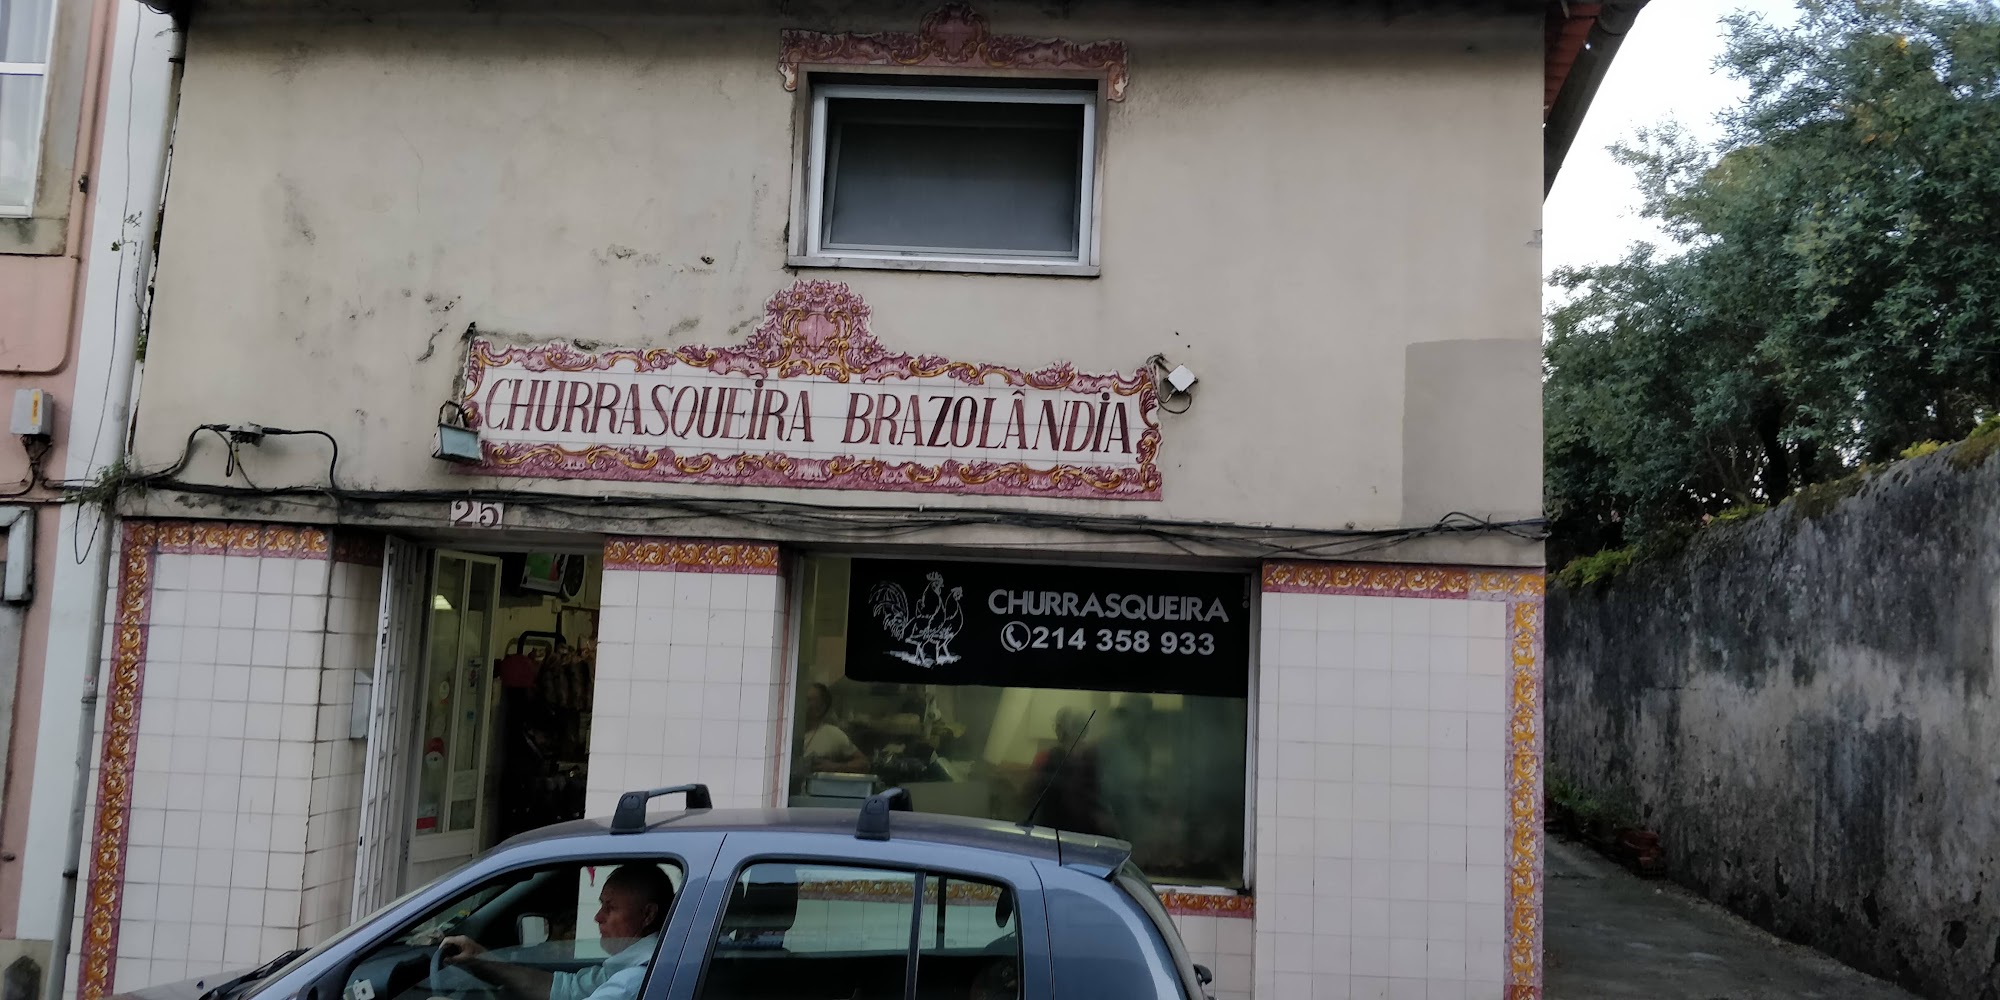 CHURRASQUEIRA BRAZOLÂNDIA
25
CHURRASQUEIRA
214 358 933